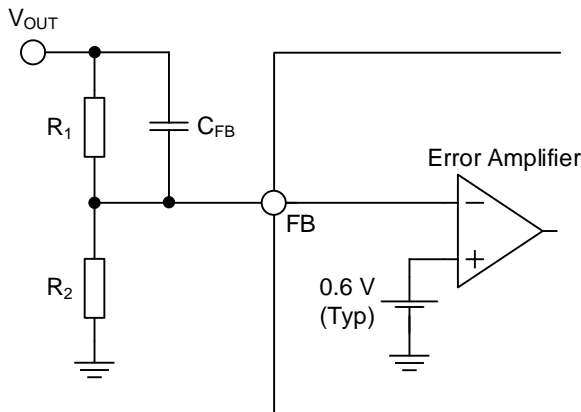 VOUT
R1
CFB
Error Amplifier
−
FB
+
R2
0.6 V
(Typ)